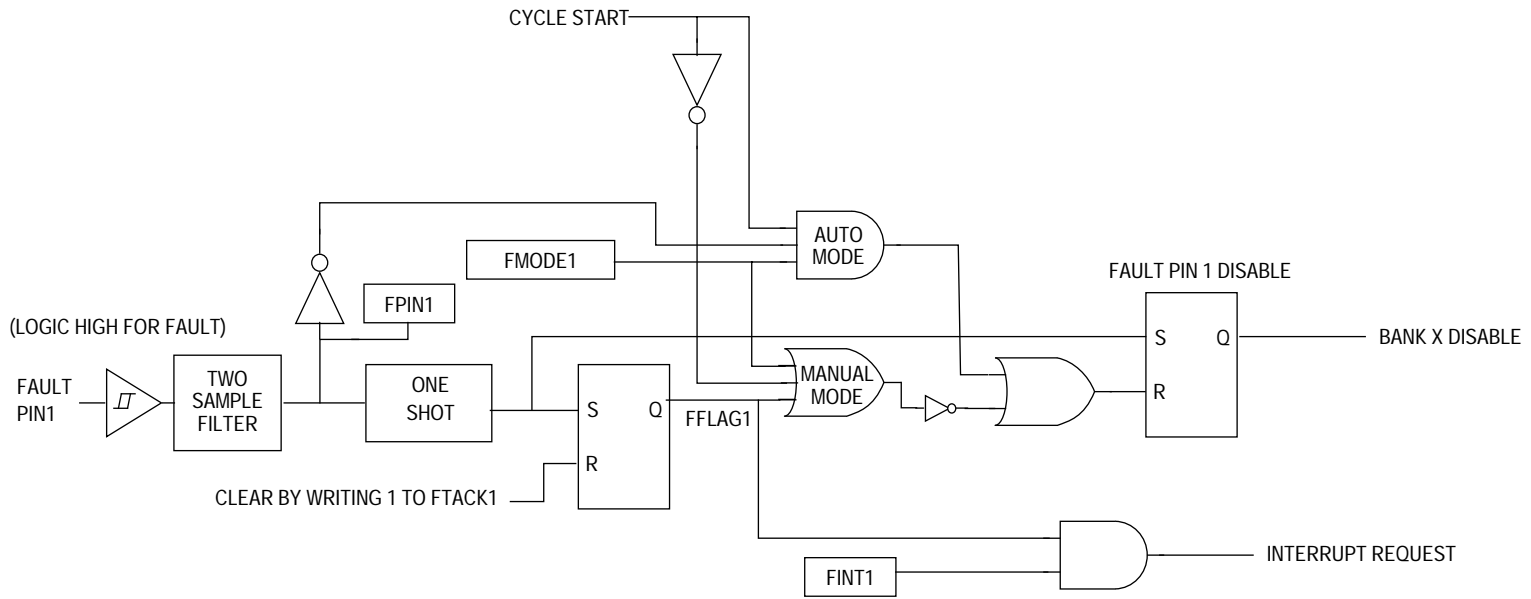 CYCLE START
AUTO
MODE
FMODE1
FAULT PIN 1 DISABLE
FPIN1
(LOGIC HIGH FOR FAULT)
S
Q
BANK X DISABLE
FAULT
PIN1
TWO
SAMPLE
FILTER
ONE
SHOT
MANUAL
MODE
R
S
Q
FFLAG1
R
CLEAR BY WRITING 1 TO FTACK1
INTERRUPT REQUEST
FINT1